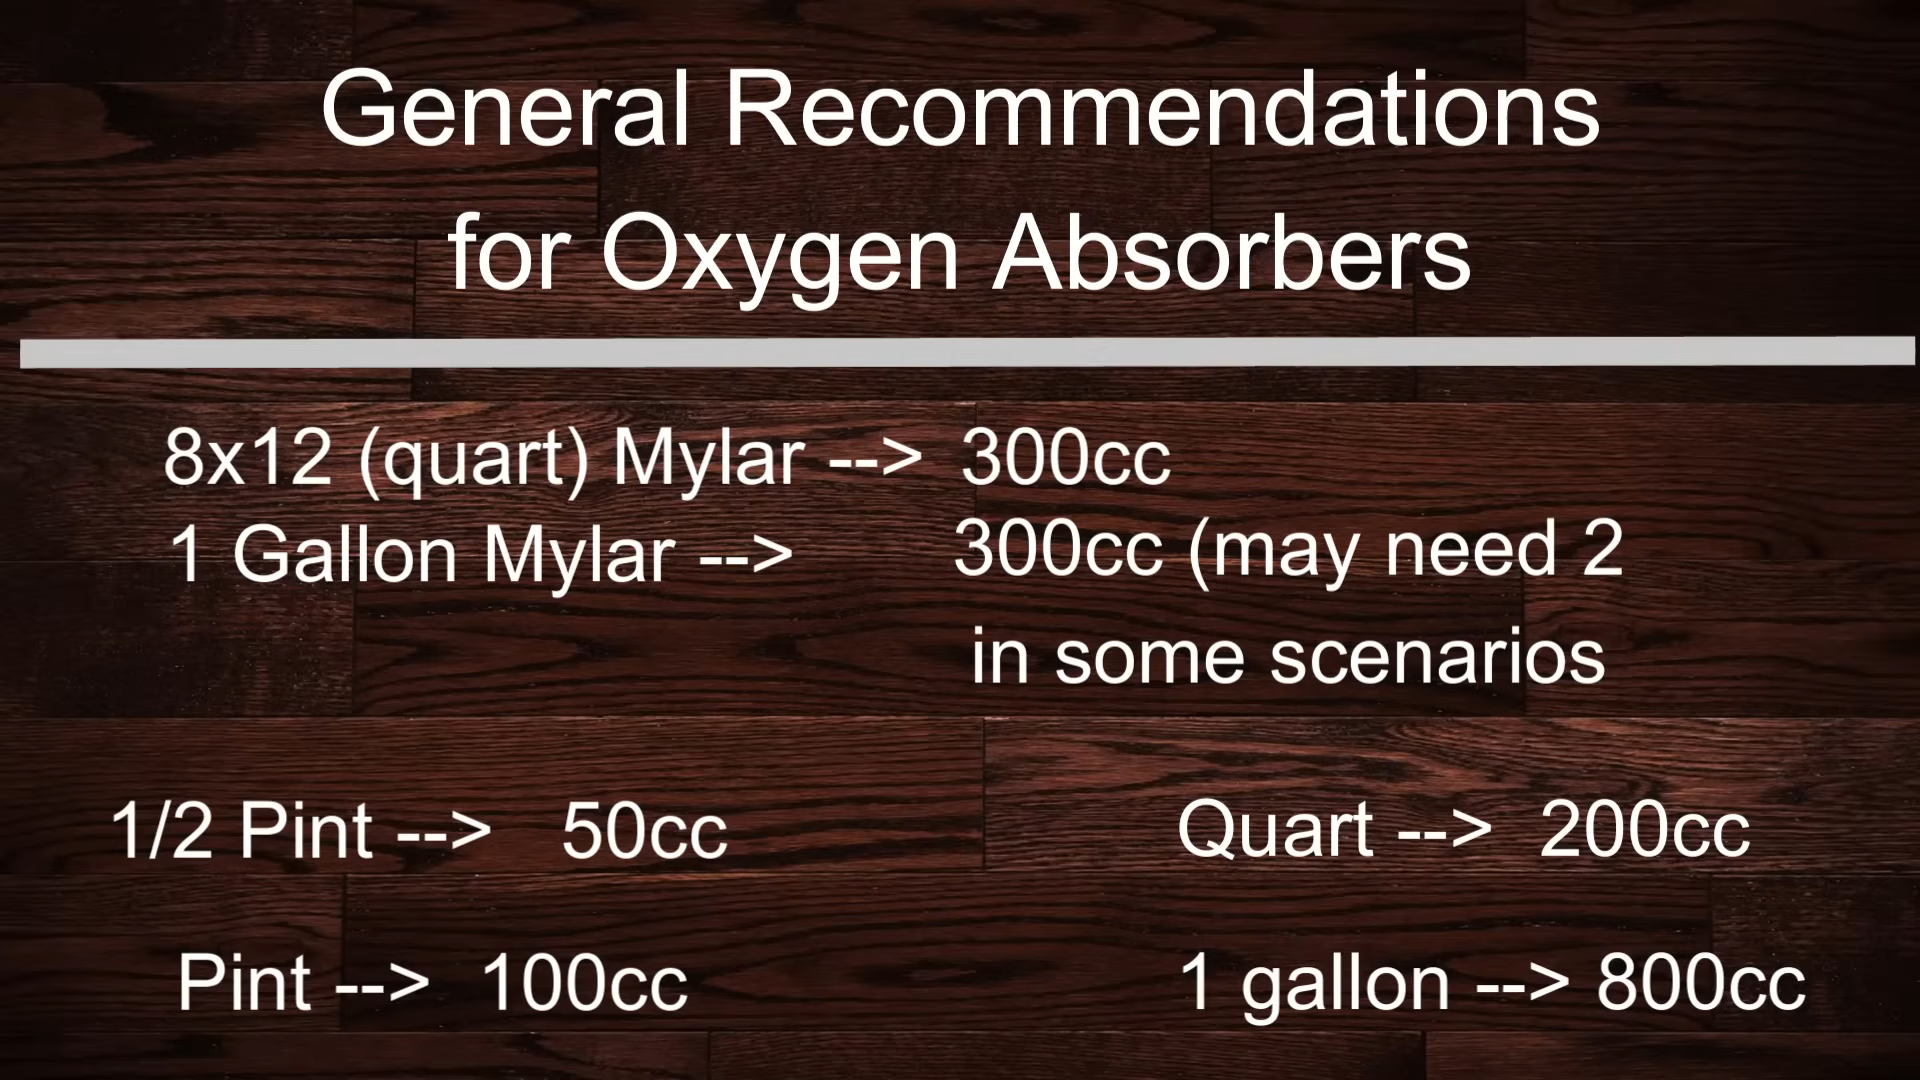 General Recommendations
for Oxygen Absorbers
8x12 (quart) Mylar --> 300cc
1 Gallon Mylar --> 300cc (may need 2
in some scenarios
1/2 Pint --> 50cc
Quart --> 200cc
Pint --> 100cc
1 gallon --> 800cc